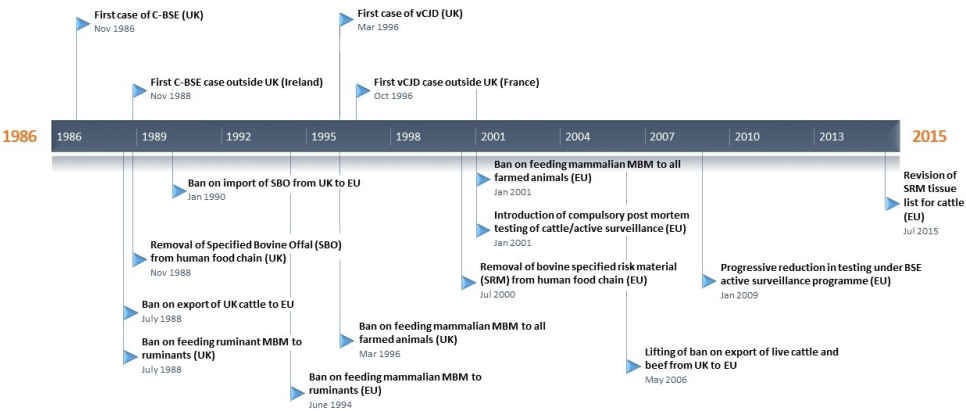 First case of C-BSE (UK)
Nov 1986
First case of vCJD (UK)
Mar 1996
First C-BSE case outside UK (Ireland)
Nov 1988
First vCJD case outside UK (France)
Oct 1996
1986
1986
1989
1992
1995
1998
2001
2004
2007
2010
2013
2015
Ban on feeding mammalian MBM to all
farmed animals (EU)
Jan 2001
Revision of
SRM tissue
list for cattle
(EU)
Jul 2015
Ban on import of SBO from UK to EU
Jan 1990
Introduction of compulsory post mortem
testing of cattle/active surveillance (EU)
Jan 2001
Removal of Specified Bovine Offal (SBO)
from human food chain (UK)
Nov 1988
Removal of bovine specified risk material
(SRM) from human food chain (EU)
Jul 2000
Progressive reduction in testing under BSE
active surveillance programme (EU)
Jan 2009
Ban on export of UK cattle to EU
July 1988
Ban on feeding mammalian MBM to all
farmed animals (UK)
Mar 1996
Ban on feeding ruminant MBM to
ruminants (UK)
July 1988
Lifting of ban on export of live cattle and
beef from UK to EU
May 2006
Ban on feeding mammalian MBM to
ruminants (EU)
June 1994